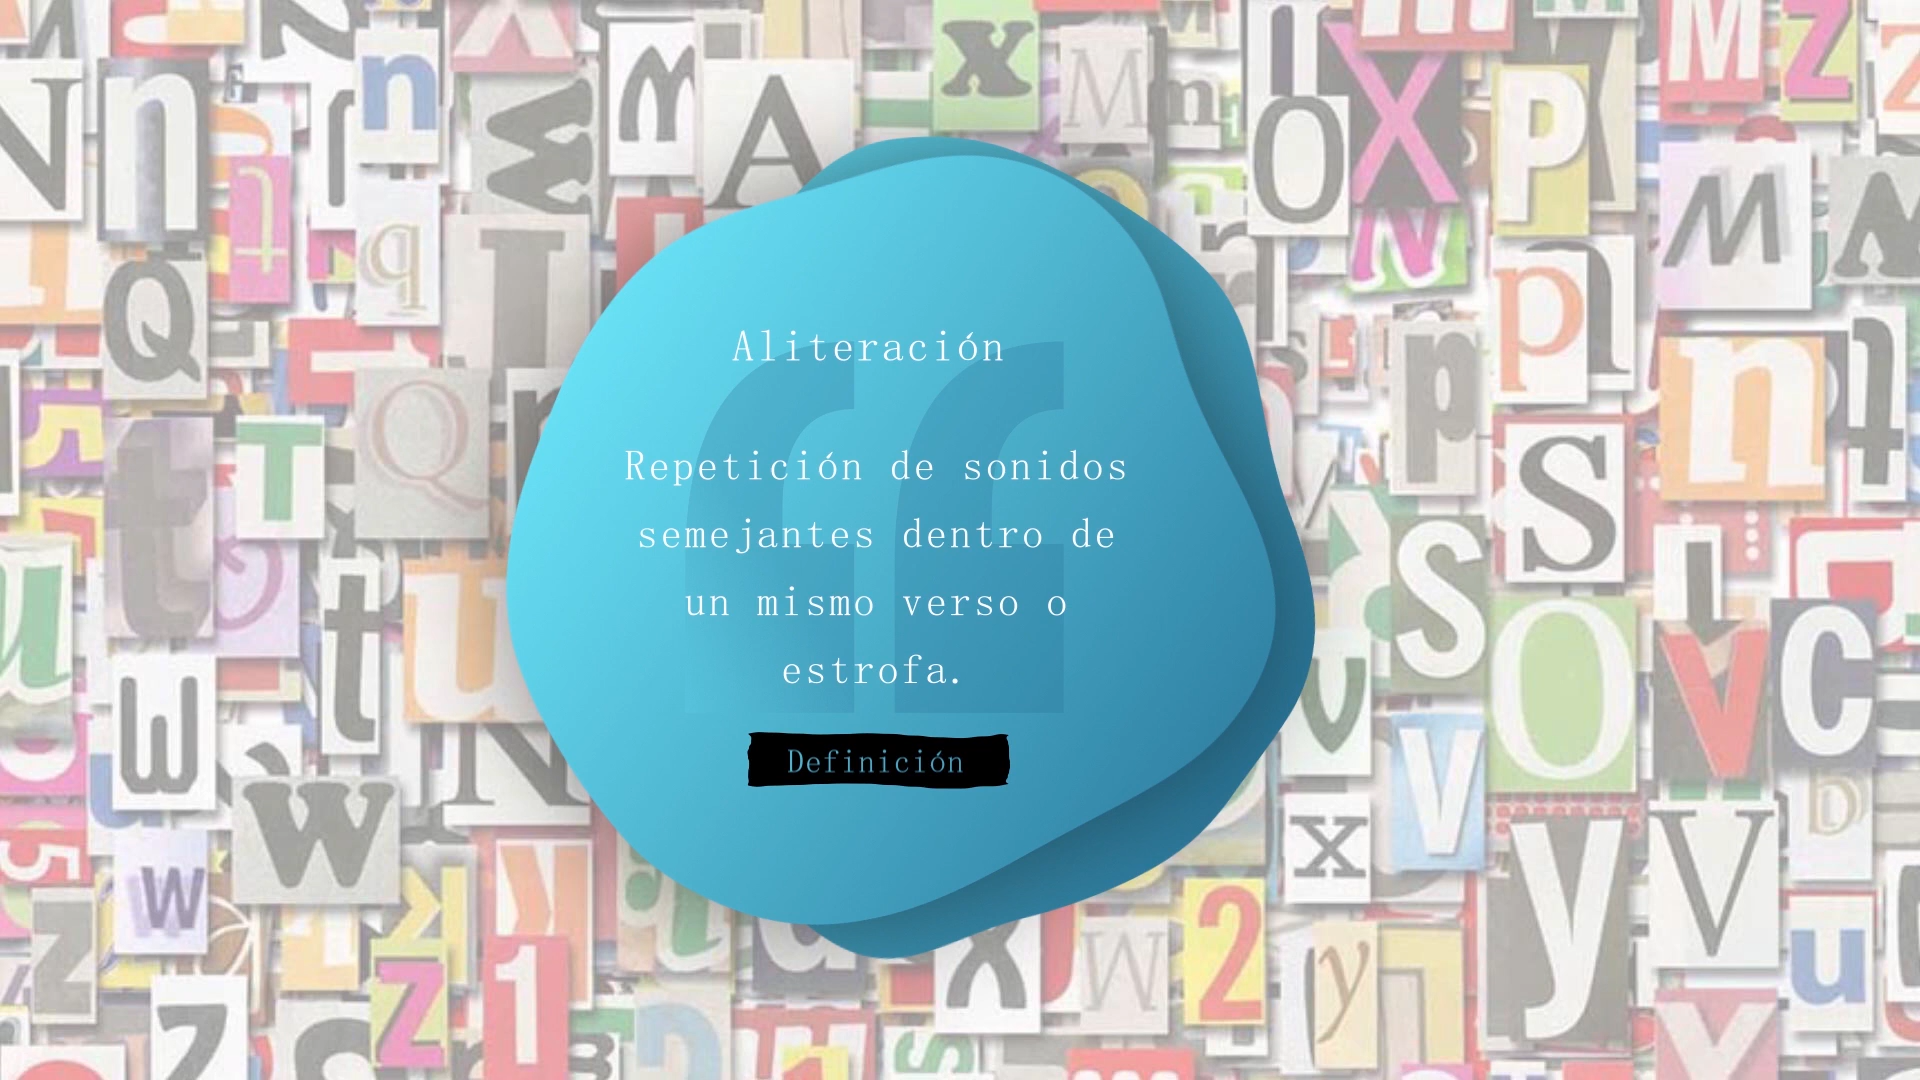 Aliteración
Repetición de sonidos
semejantes dentro de
un mismo verso o
estrofa.
Definición